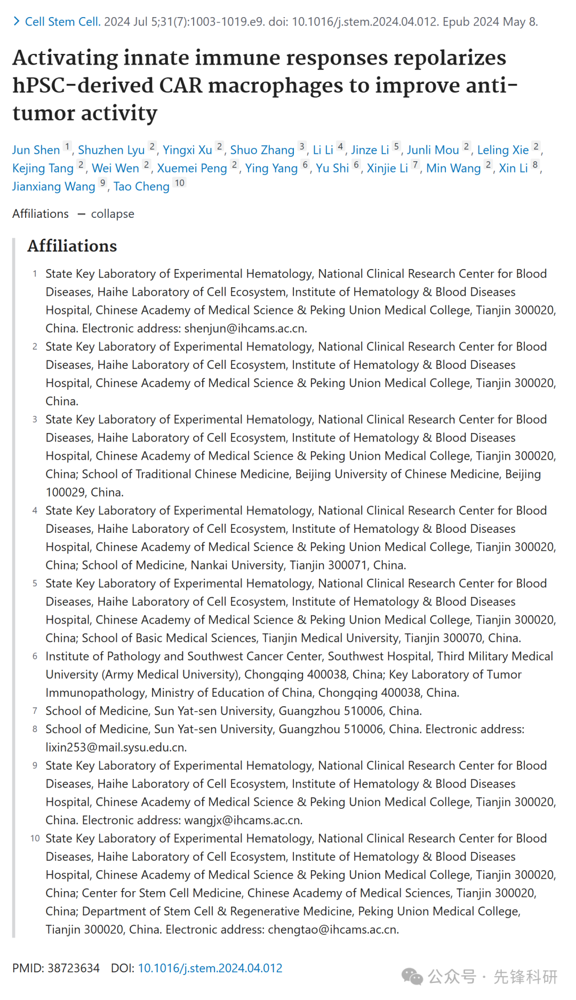 Cell Stem Cell. 2024 Jul 5;31(7):1003-1019.e9. doi: 10.1016/j.stem.2024.04.012. Epub 2024 May 8.
Activating innate immune responses repolarizes
hPSC-derived CAR macrophages to improve anti-
tumor activity
Jun Shen 1, Shuzhen Lyu 2, Yingxi Xu 2, Shuo Zhang 3, Li Li 4, Jinze Li 5, Junli Mou 2, Leling Xie 2,
Kejing Tang 2, Wei Wen 2, Xuemei Peng 2, Ying Yang 6, Yu Shi 6, Xinjie Li 7, Min Wang 2, Xin Li 8,
Jianxiang Wang 9, Tao Cheng 10
Affiliations — collapse
Affiliations
1 State Key Laboratory of Experimental Hematology, National Clinical Research Center for Blood
Diseases, Haihe Laboratory of Cell Ecosystem, Institute of Hematology & Blood Diseases
Hospital, Chinese Academy of Medical Science & Peking Union Medical College, Tianjin 300020,
China. Electronic address: shenjun@ihcams.ac.cn.
2 State Key Laboratory of Experimental Hematology, National Clinical Research Center for Blood
Diseases, Haihe Laboratory of Cell Ecosystem, Institute of Hematology & Blood Diseases
Hospital, Chinese Academy of Medical Science & Peking Union Medical College, Tianjin 300020,
China.
3 State Key Laboratory of Experimental Hematology, National Clinical Research Center for Blood
Diseases, Haihe Laboratory of Cell Ecosystem, Institute of Hematology & Blood Diseases
Hospital, Chinese Academy of Medical Science & Peking Union Medical College, Tianjin 300020,
China; School of Traditional Chinese Medicine, Beijing University of Chinese Medicine, Beijing
100029, China.
4 State Key Laboratory of Experimental Hematology, National Clinical Research Center for Blood
Diseases, Haihe Laboratory of Cell Ecosystem, Institute of Hematology & Blood Diseases
Hospital, Chinese Academy of Medical Science & Peking Union Medical College, Tianjin 300020,
China; School of Medicine, Nankai University, Tianjin 300071, China.
5 State Key Laboratory of Experimental Hematology, National Clinical Research Center for Blood
Diseases, Haihe Laboratory of Cell Ecosystem, Institute of Hematology & Blood Diseases
Hospital, Chinese Academy of Medical Science & Peking Union Medical College, Tianjin 300020,
China; School of Basic Medical Sciences, Tianjin Medical University, Tianjin 300070, China.
6 Institute of Pathology and Southwest Cancer Center, Southwest Hospital, Third Military Medical
University (Army Medical University), Chongqing 400038, China; Key Laboratory of Tumor
Immunopathology, Ministry of Education of China, Chongqing 400038, China.
7 School of Medicine, Sun Yat-sen University, Guangzhou 510006, China.
8 School of Medicine, Sun Yat-sen University, Guangzhou 510006, China. Electronic address:
lixin253@mail.sysu.edu.cn.
9 State Key Laboratory of Experimental Hematology, National Clinical Research Center for Blood
Diseases, Haihe Laboratory of Cell Ecosystem, Institute of Hematology & Blood Diseases
Hospital, Chinese Academy of Medical Science & Peking Union Medical College, Tianjin 300020,
China. Electronic address: wangjx@ihcams.ac.cn.
10 State Key Laboratory of Experimental Hematology, National Clinical Research Center for Blood
Diseases, Haihe Laboratory of Cell Ecosystem, Institute of Hematology & Blood Diseases
Hospital, Chinese Academy of Medical Science & Peking Union Medical College, Tianjin 300020,
China; Center for Stem Cell Medicine, Chinese Academy of Medical Sciences, Tianjin 300020,
China; Department of Stem Cell & Regenerative Medicine, Peking Union Medical College,
Tianjin 300020, China. Electronic address: chengtao@ihcams.ac.cn.
PMID: 38723634 DOI: 10.1016/j.stem.2024.04.012
公众号 · 先锋科研